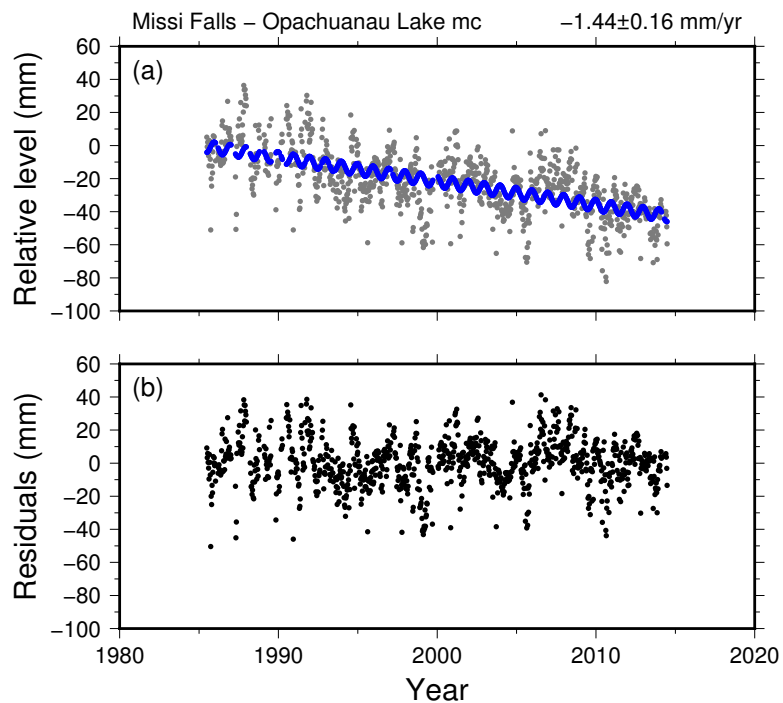 Missi Falls − Opachuanau Lake mc −1.44±0.16 mm/yr
(a)
Relative level (mm)
60
40
20
0
−20
−40
−60
−80
−100
(b)
Residuals (mm)
60
40
20
0
−20
−40
−60
−80
−100
1980 1990 2000 2010 2020
Year